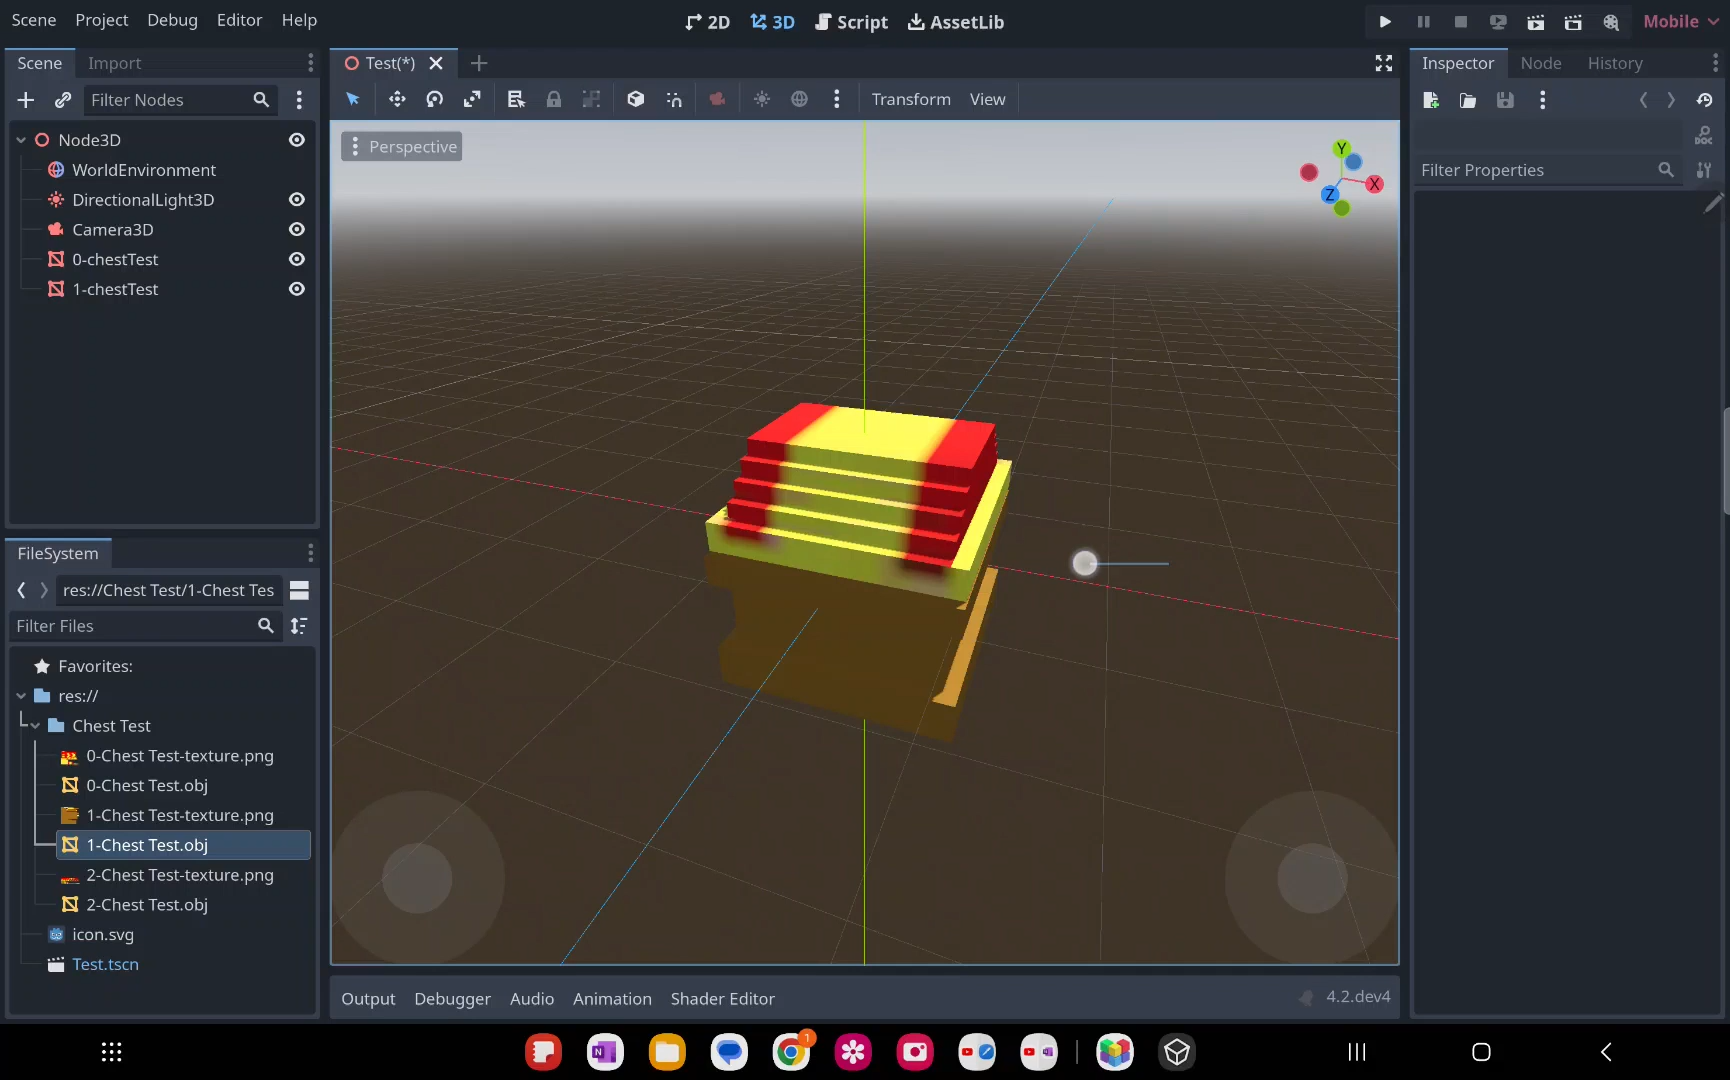 Scene Project Debug Editor Help
2D 3D Script AssetLib
Mobile
Scene Import
Test(*)
Inspector Node History
Filter Nodes
Transform View
Node3D
WorldEnvironment
DirectionalLight3D
Camera3D
0-chestTest
1-chestTest
Perspective
Y
X
Z
DOC
Filter Properties
FileSystem
res://Chest Test/1-Chest Tes
Filter Files
Favorites:
res://
Chest Test
0-Chest Test-texture.png
0-Chest Test.obj
1-Chest Test-texture.png
1-Chest Test.obj
2-Chest Test-texture.png
2-Chest Test.obj
icon.svg
Test.tscn
Output Debugger Audio Animation Shader Editor
4.2.dev4
N
1